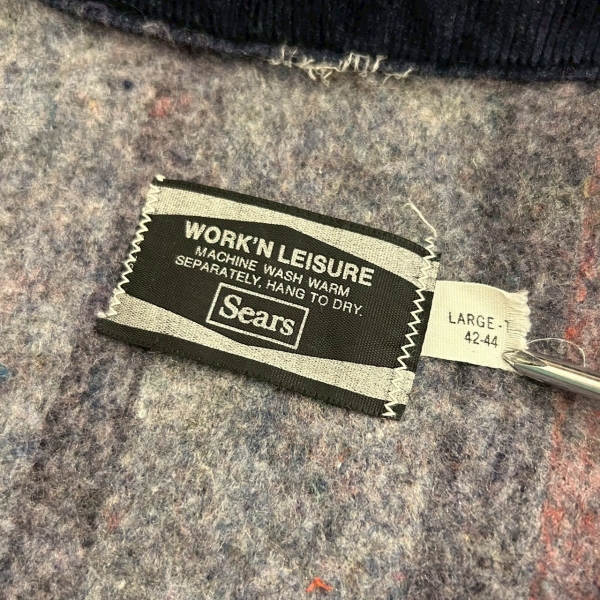 WORK'N LEISURE
MACHINE WASH WARM
SEPARATELY. HANG TO DRY.
Sears
LARGE-T
42-44